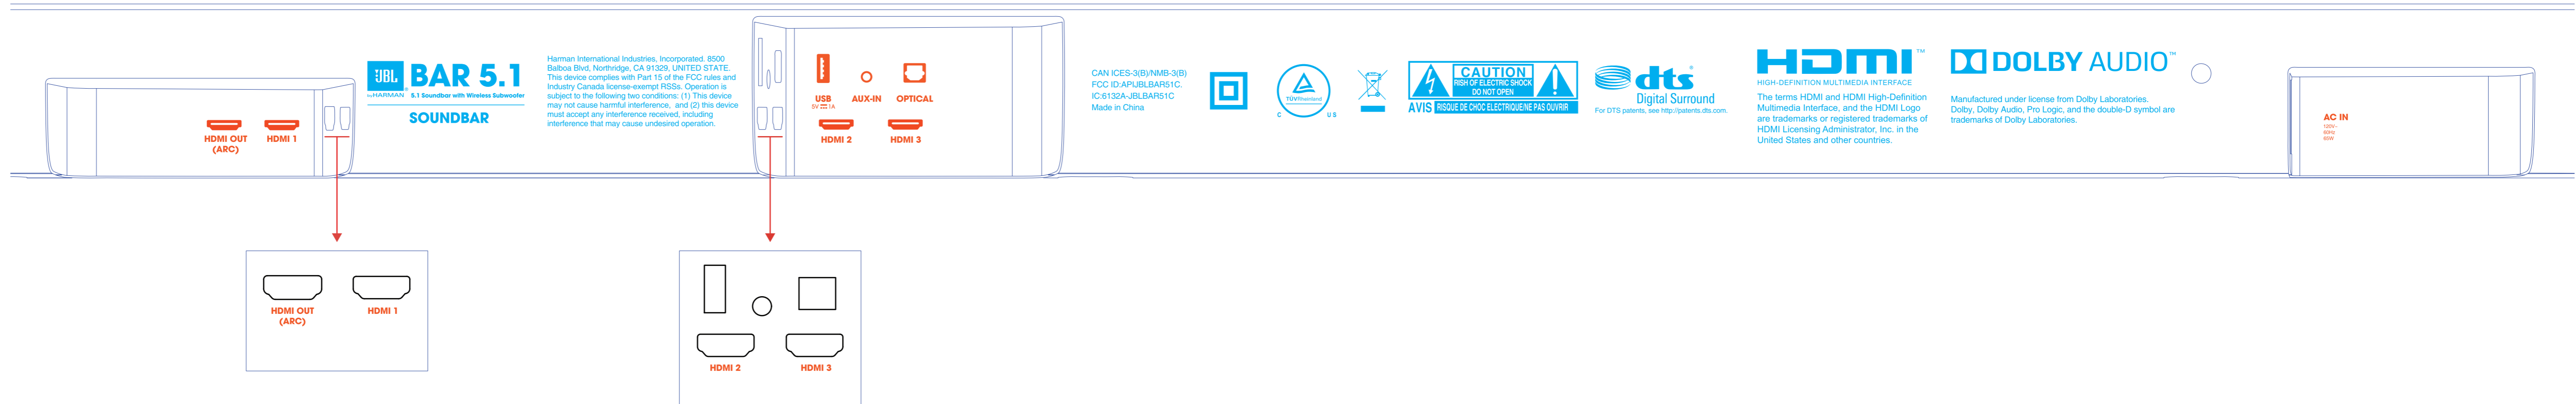 HDMI OUT
(ARC)
HDMI 1
JBL
®
by HARMAN
BAR 5.1
5.1 Soundbar with Wireless Subwoofer
SOUNDBAR
Harman International Industries, Incorporated. 8500
Balboa Blvd, Northridge, CA 91329, UNITED STATE.
This device complies with Part 15 of the FCC rules and
Industry Canada license-exempt RSSs. Operation is
subject to the following two conditions: (1) This device
may not cause harmful interference, and (2) this device
must accept any interference received, including
interference that may cause undesired operation.
USB
5V ⎓ 1A
AUX-IN
OPTICAL
HDMI 2
HDMI 3
CAN ICES-3(B)/NMB-3(B)
FCC ID:APIJBLBAR51C.
IC:6132A-JBLBAR51C
Made in China
TÜVRheinland
C US
CAUTION
RISH OF ELECTRIC SHOCK
DO NOT OPEN
AVIS RISQUE DE CHOC ELECTRIQUE/NE PAS OUVRIR
dts®
Digital Surround
For DTS patents, see http://patents.dts.com.
HDMI™
HIGH-DEFINITION MULTIMEDIA INTERFACE
The terms HDMI and HDMI High-Definition
Multimedia Interface, and the HDMI Logo
are trademarks or registered trademarks of
HDMI Licensing Administrator, Inc. in the
United States and other countries.
DOLBY AUDIO™
Manufactured under license from Dolby Laboratories.
Dolby, Dolby Audio, Pro Logic, and the double-D symbol are
trademarks of Dolby Laboratories.
AC IN
120V~
60Hz
65W
HDMI OUT
(ARC)
HDMI 1
HDMI 2
HDMI 3